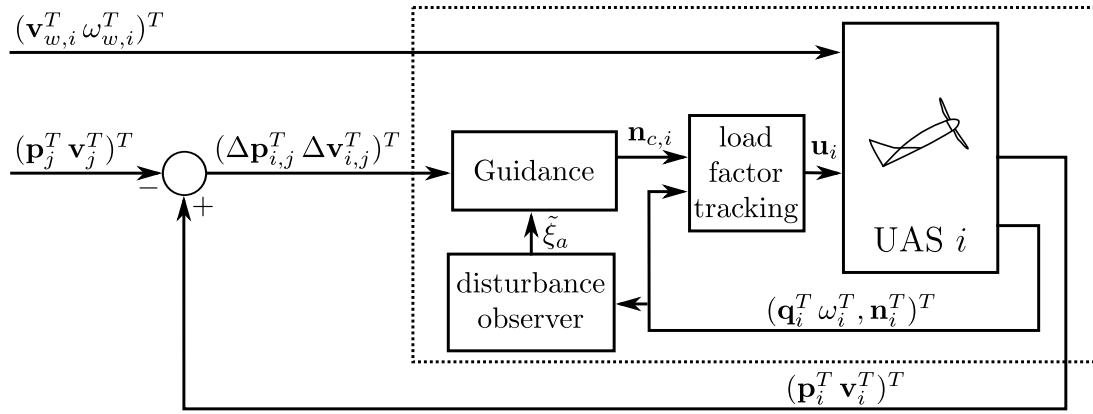 (v_{w,i}^T ω_{w,i}^T)^T
(p_j^T v_j^T)^T
−
+
(Δp_{i,j}^T Δv_{i,j}^T)^T
Guidance
n_{c,i}
load
factor
tracking
u_i
UAS i
ξ̃_a
disturbance
observer
(q_i^T ω_i^T, n_i^T)^T
(p_i^T v_i^T)^T